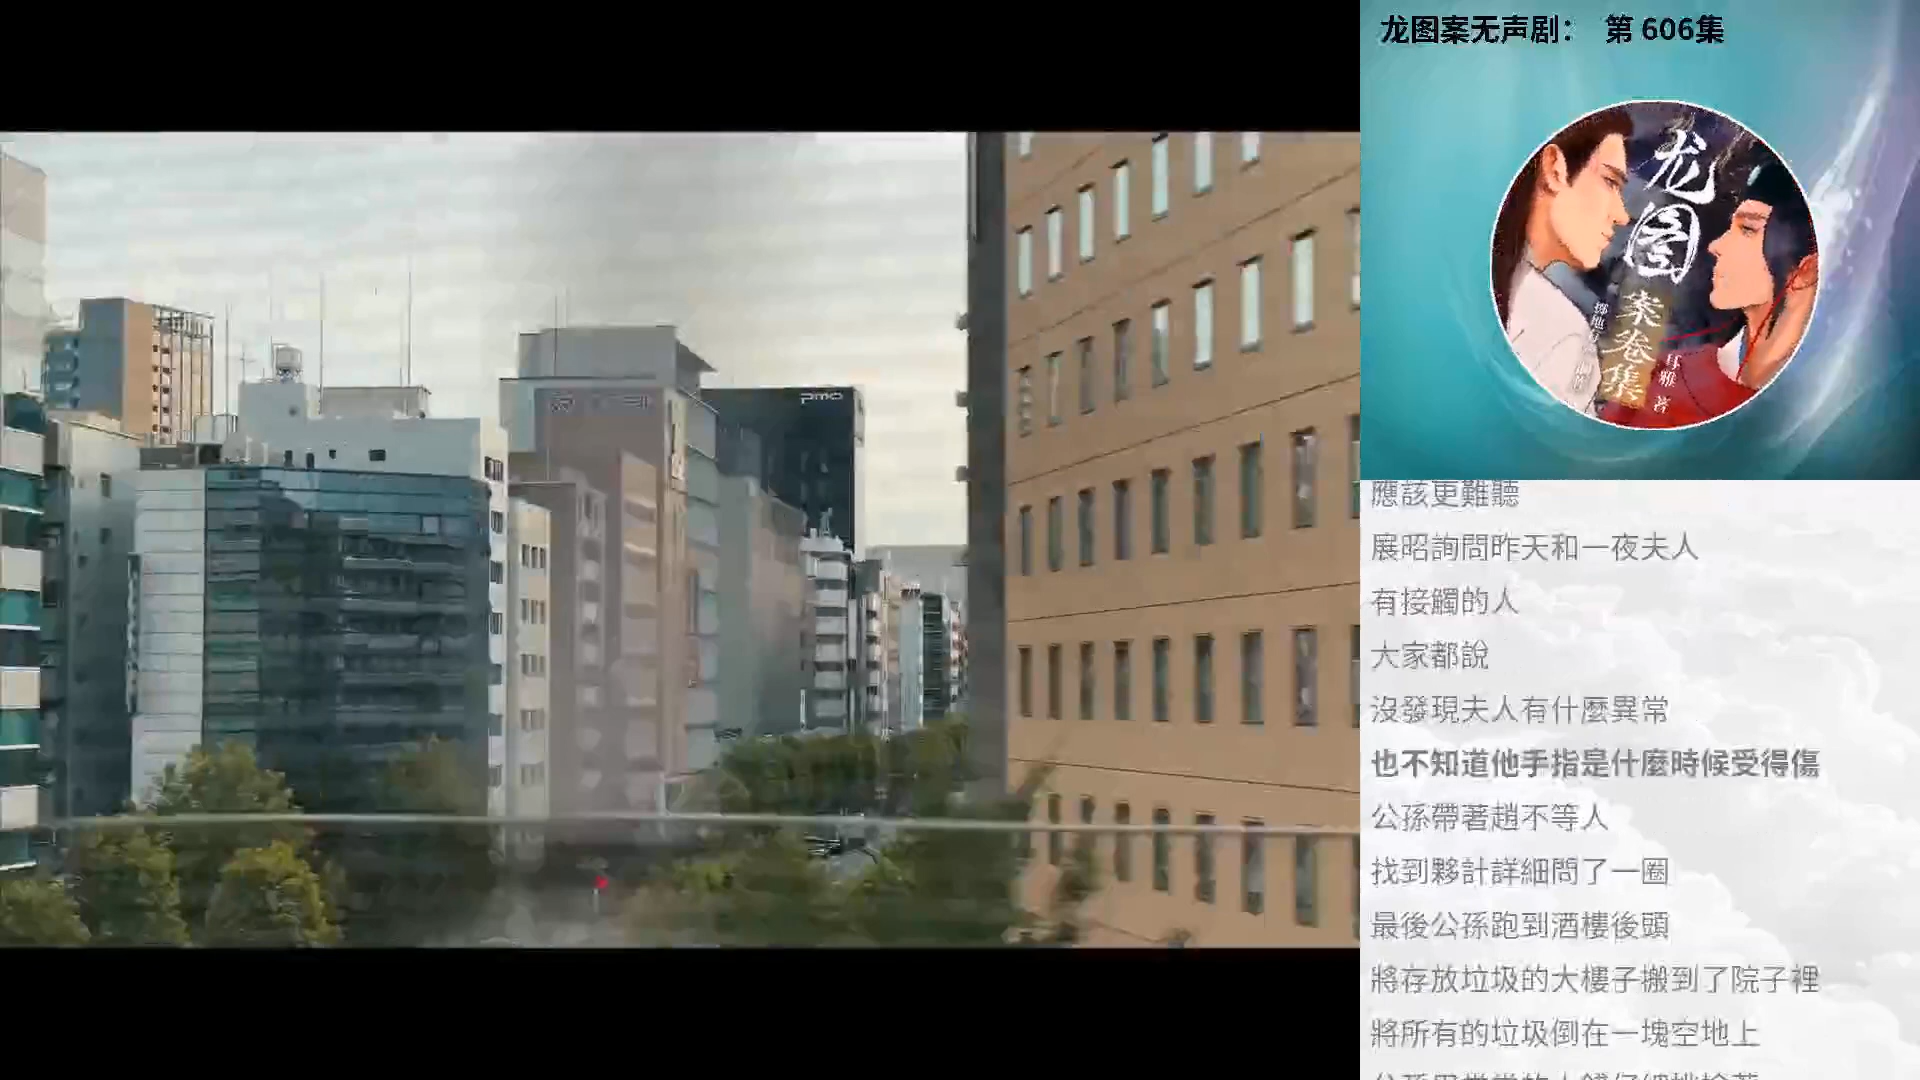 龙图案无声剧： 第 606集
龙
图
案卷集
耳雅 著
pmo
應該更難聽
展昭詢問昨天和一夜夫人
有接觸的人
大家都說
沒發現夫人有什麼異常
也不知道他手指是什麼時候受得傷
公孫帶著趙不等人
找到夥計詳細問了一圈
最後公孫跑到酒樓後頭
將存放垃圾的大樓子搬到了院子裡
將所有的垃圾倒在一塊空地上